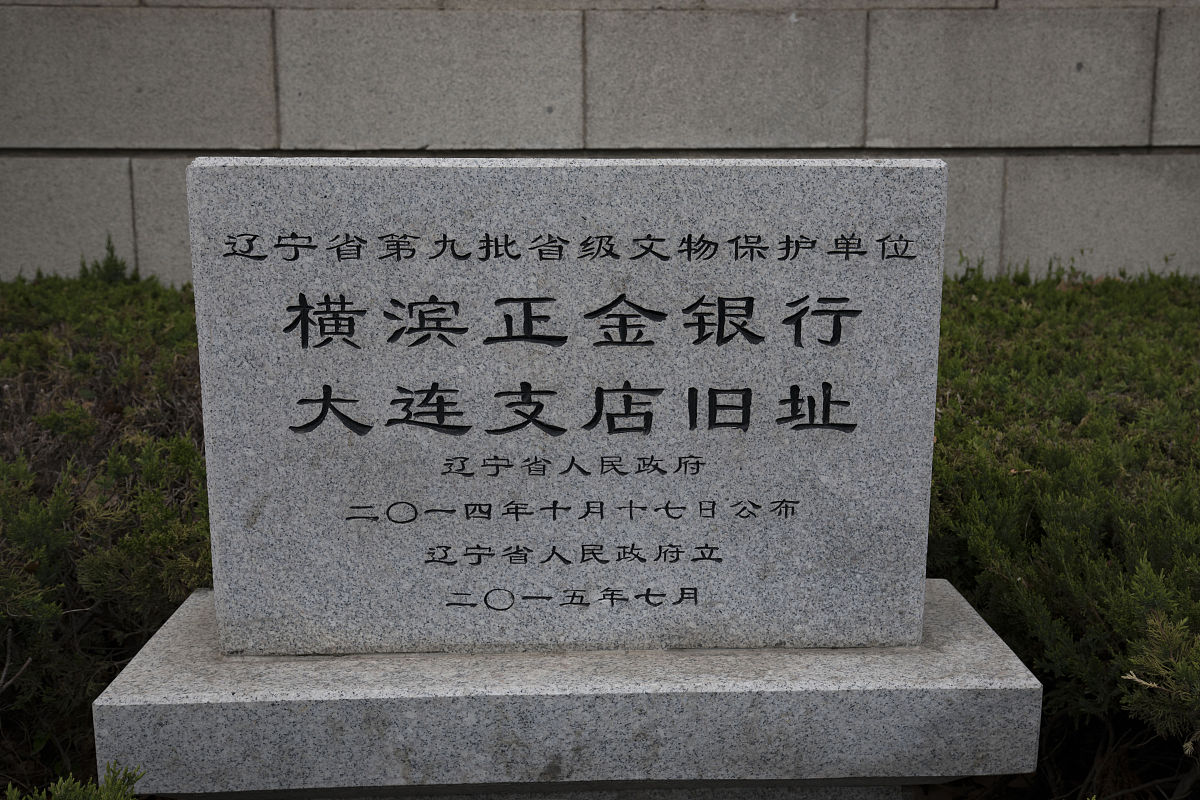 辽宁省第九批省级文物保护单位
横滨正金银行
大连支店旧址
辽宁省人民政府
二〇一四年十月十七日公布
辽宁省人民政府立
二〇一五年七月